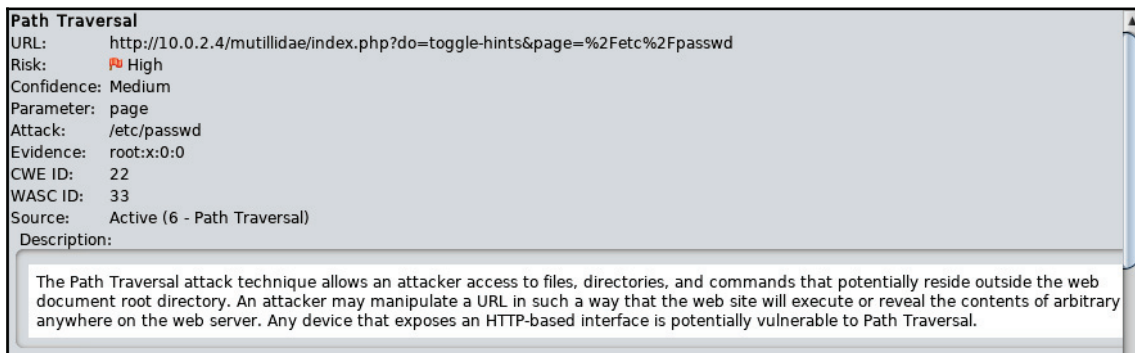 Path Traversal
URL: http://10.0.2.4/mutillidae/index.php?do=toggle-hints&page=%2Fetc%2Fpasswd
Risk: High
Confidence: Medium
Parameter: page
Attack: /etc/passwd
Evidence: root:x:0:0
CWE ID: 22
WASC ID: 33
Source: Active (6 - Path Traversal)
Description:
The Path Traversal attack technique allows an attacker access to files, directories, and commands that potentially reside outside the web
document root directory. An attacker may manipulate a URL in such a way that the web site will execute or reveal the contents of arbitrary
anywhere on the web server. Any device that exposes an HTTP-based interface is potentially vulnerable to Path Traversal.